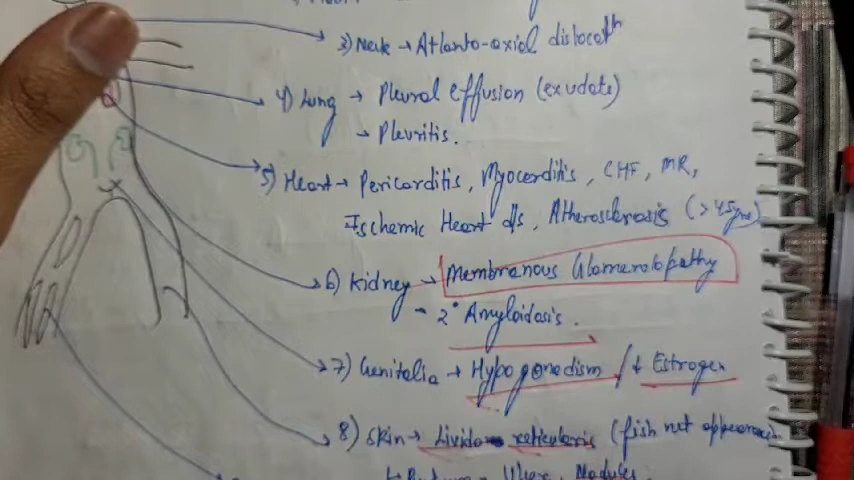 3) Neck → Atlanto-axial dislocatn
4) Lung → Pleural effusion (exudate)
→ Pleuritis.
5) Heart → Pericarditis, Myocarditis, CHF, MR,
Ischemic Heart d/s, Atherosclerosis (>45yrs)
6) Kidney → Membranous Glomerulopathy
- 2° Amyloidosis.
7) Genitalia → Hypogonadism / ↓ Estrogen
8) Skin → Livido reticularis (fish net appearance)
Ulcer, Nodules.